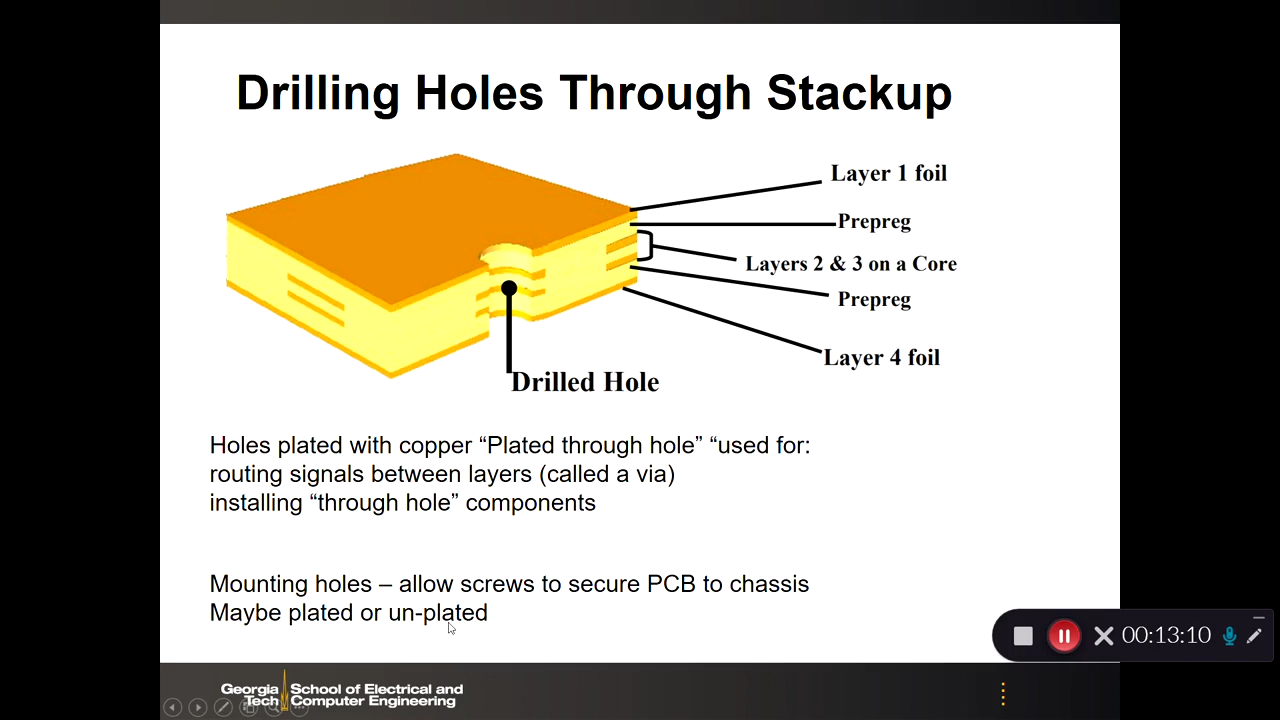 Drilling Holes Through Stackup
Layer 1 foil
Prepreg
Layers 2 & 3 on a Core
Prepreg
Layer 4 foil
Drilled Hole
Holes plated with copper “Plated through hole” “used for:
routing signals between layers (called a via)
installing “through hole” components
Mounting holes – allow screws to secure PCB to chassis
Maybe plated or un-plated
00:13:10
Georgia Tech
School of Electrical and
Computer Engineering